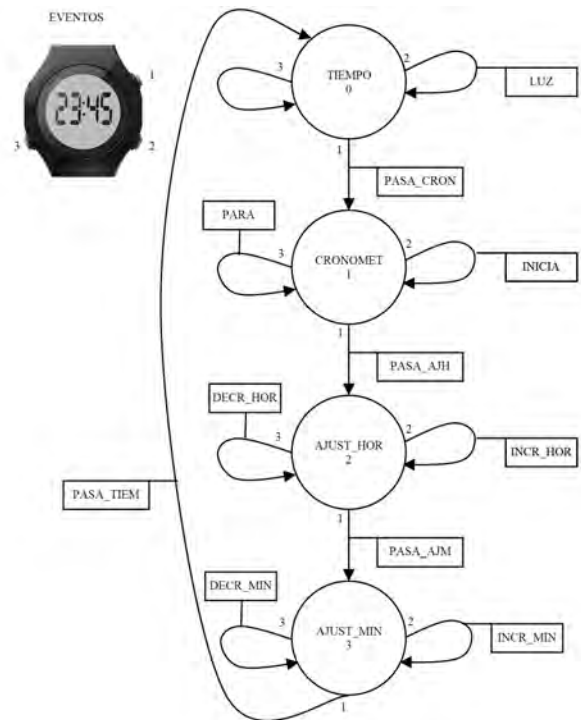 EVENTOS
1
23:45
3
2
3
TIEMPO
0
2
LUZ
1
PASA_CRON
PARA
3
CRONOMET
1
2
INICIA
1
PASA_AJH
DECR_HOR
3
AJUST_HOR
2
2
INCR_HOR
PASA_TIEM
1
PASA_AJM
DECR_MIN
3
AJUST_MIN
3
2
INCR_MIN
1